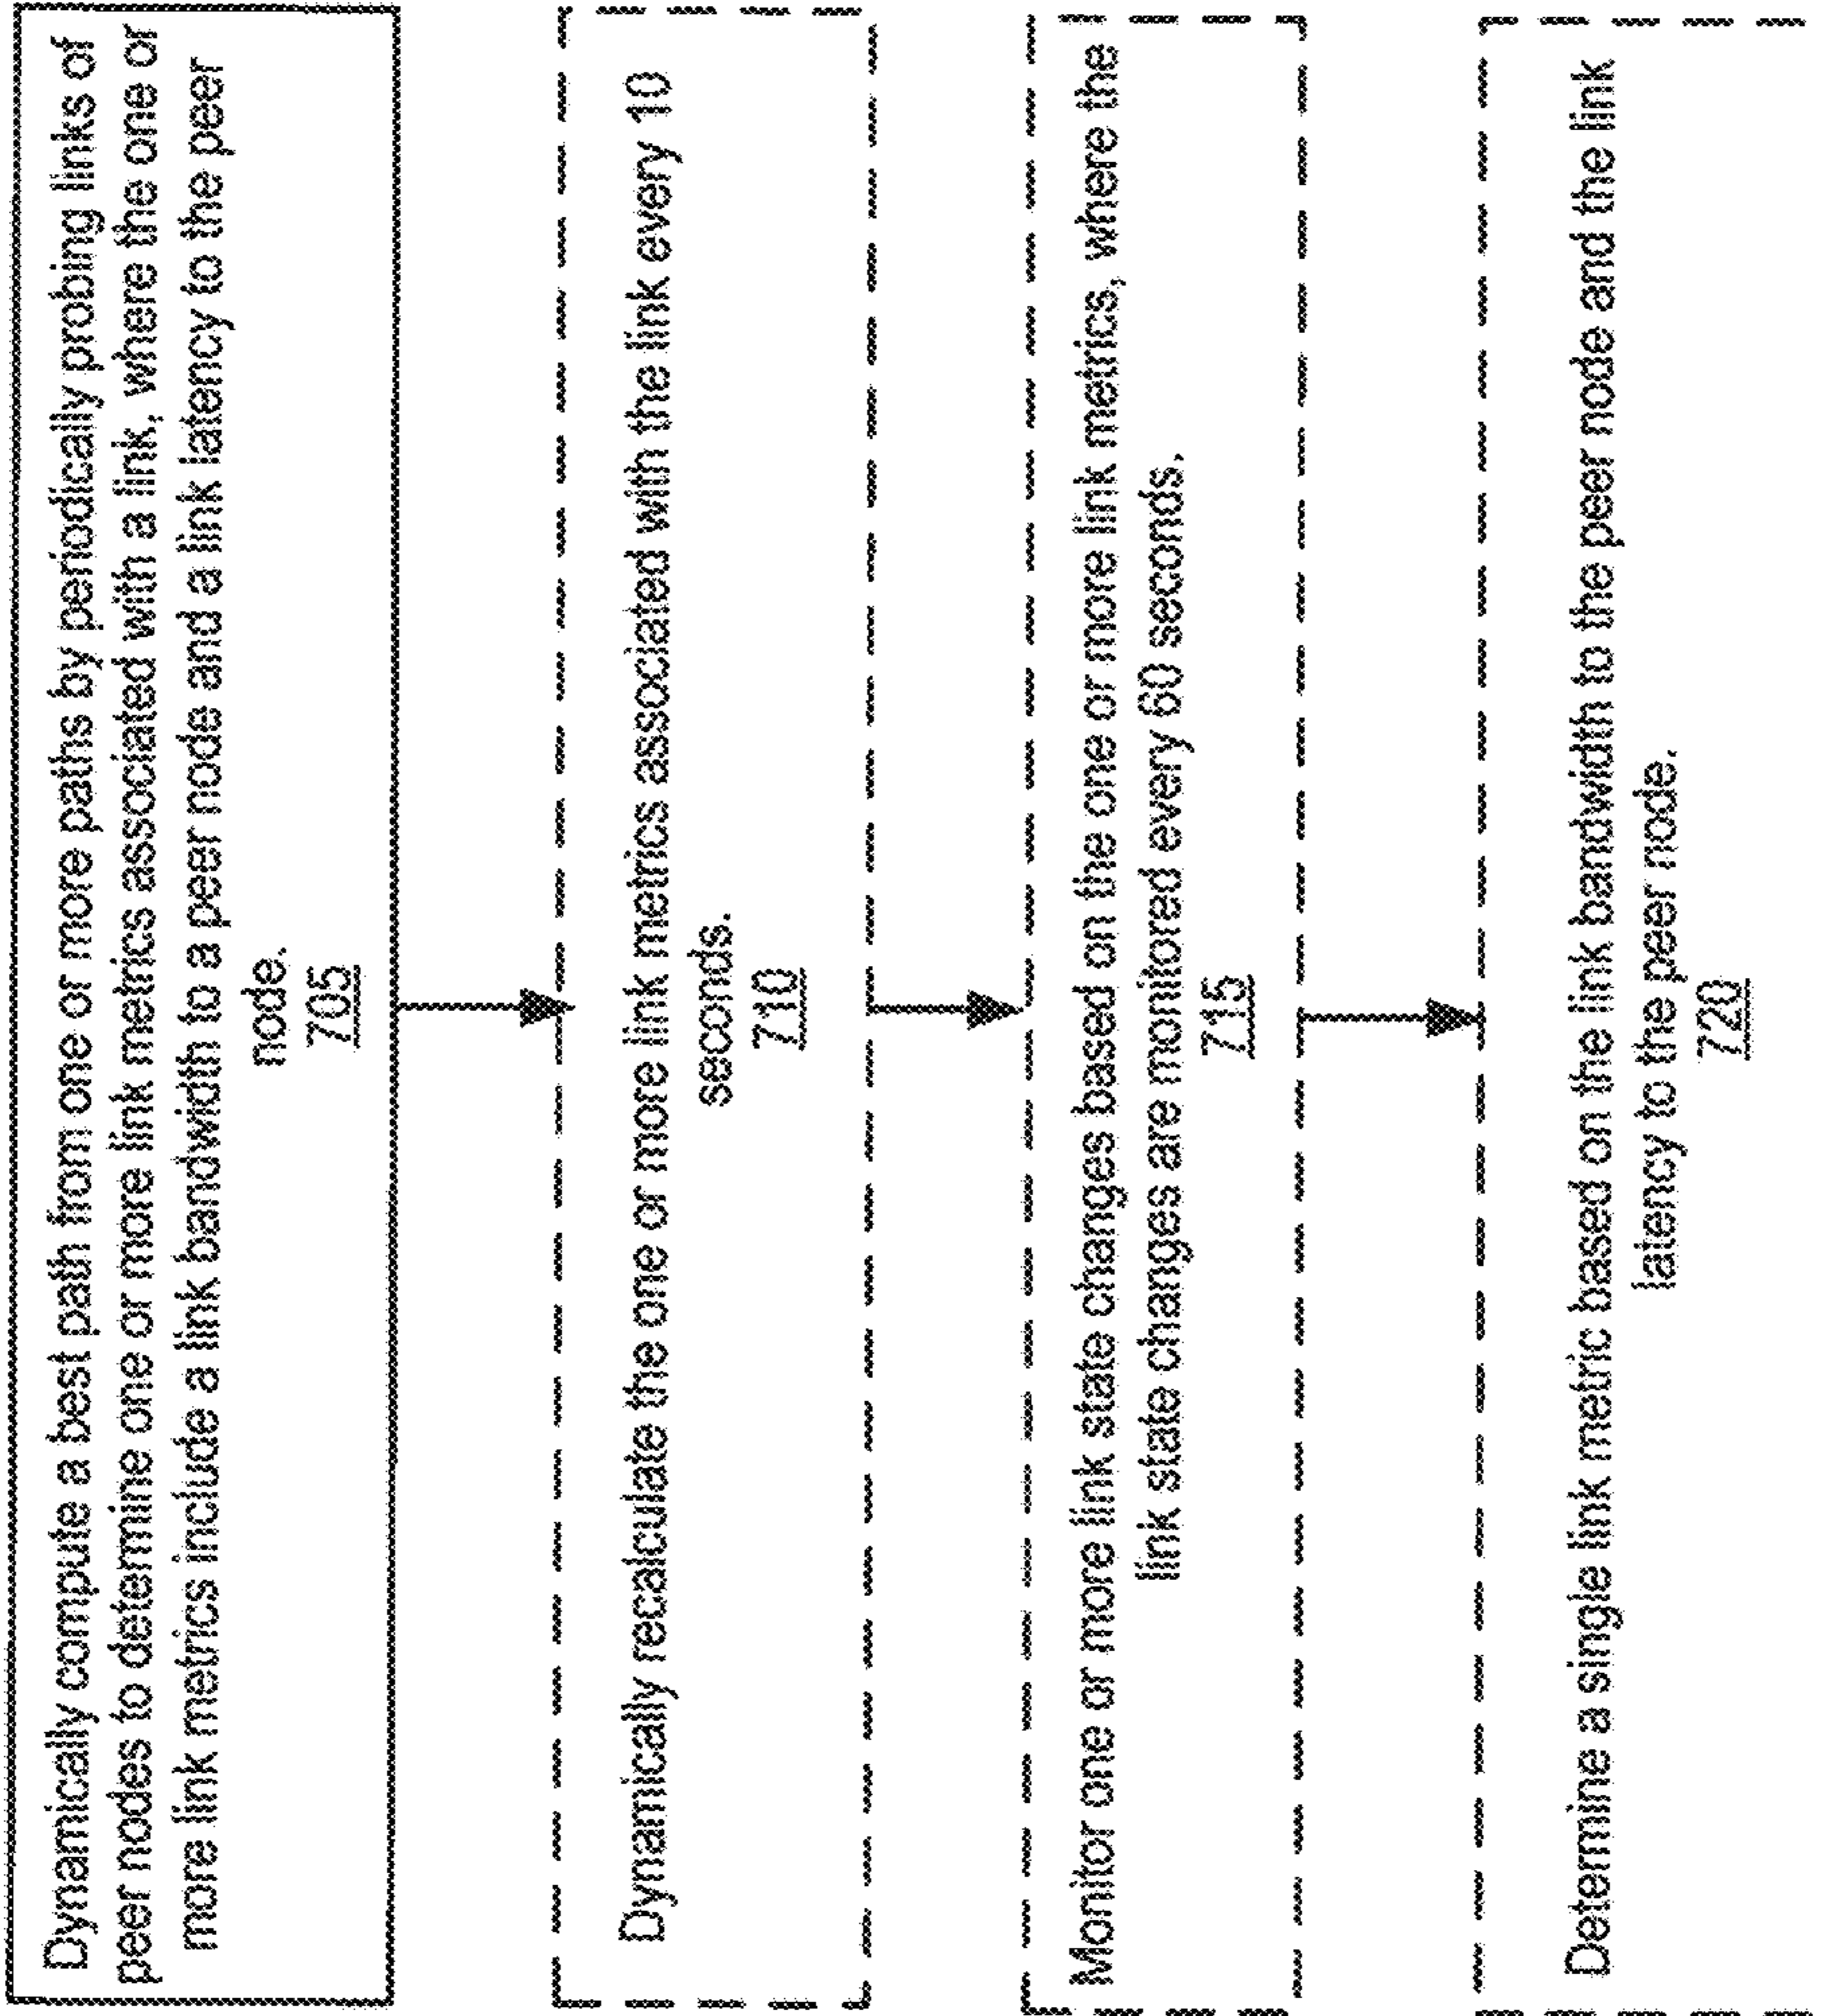 Dynamically compute a best path from one or more paths by periodically probing links of
peer nodes to determine one or more link metrics associated with a link, where the one or
more link metrics include a link bandwidth to a peer node and a link latency to the peer
node.
705
Dynamically recalculate the one or more link metrics associated with the link every 10
seconds.
710
Monitor one or more link state changes based on the one or more link metrics, where the
link state changes are monitored every 60 seconds.
715
Determine a single link metric based on the link bandwidth to the peer node and the link
latency to the peer node.
720